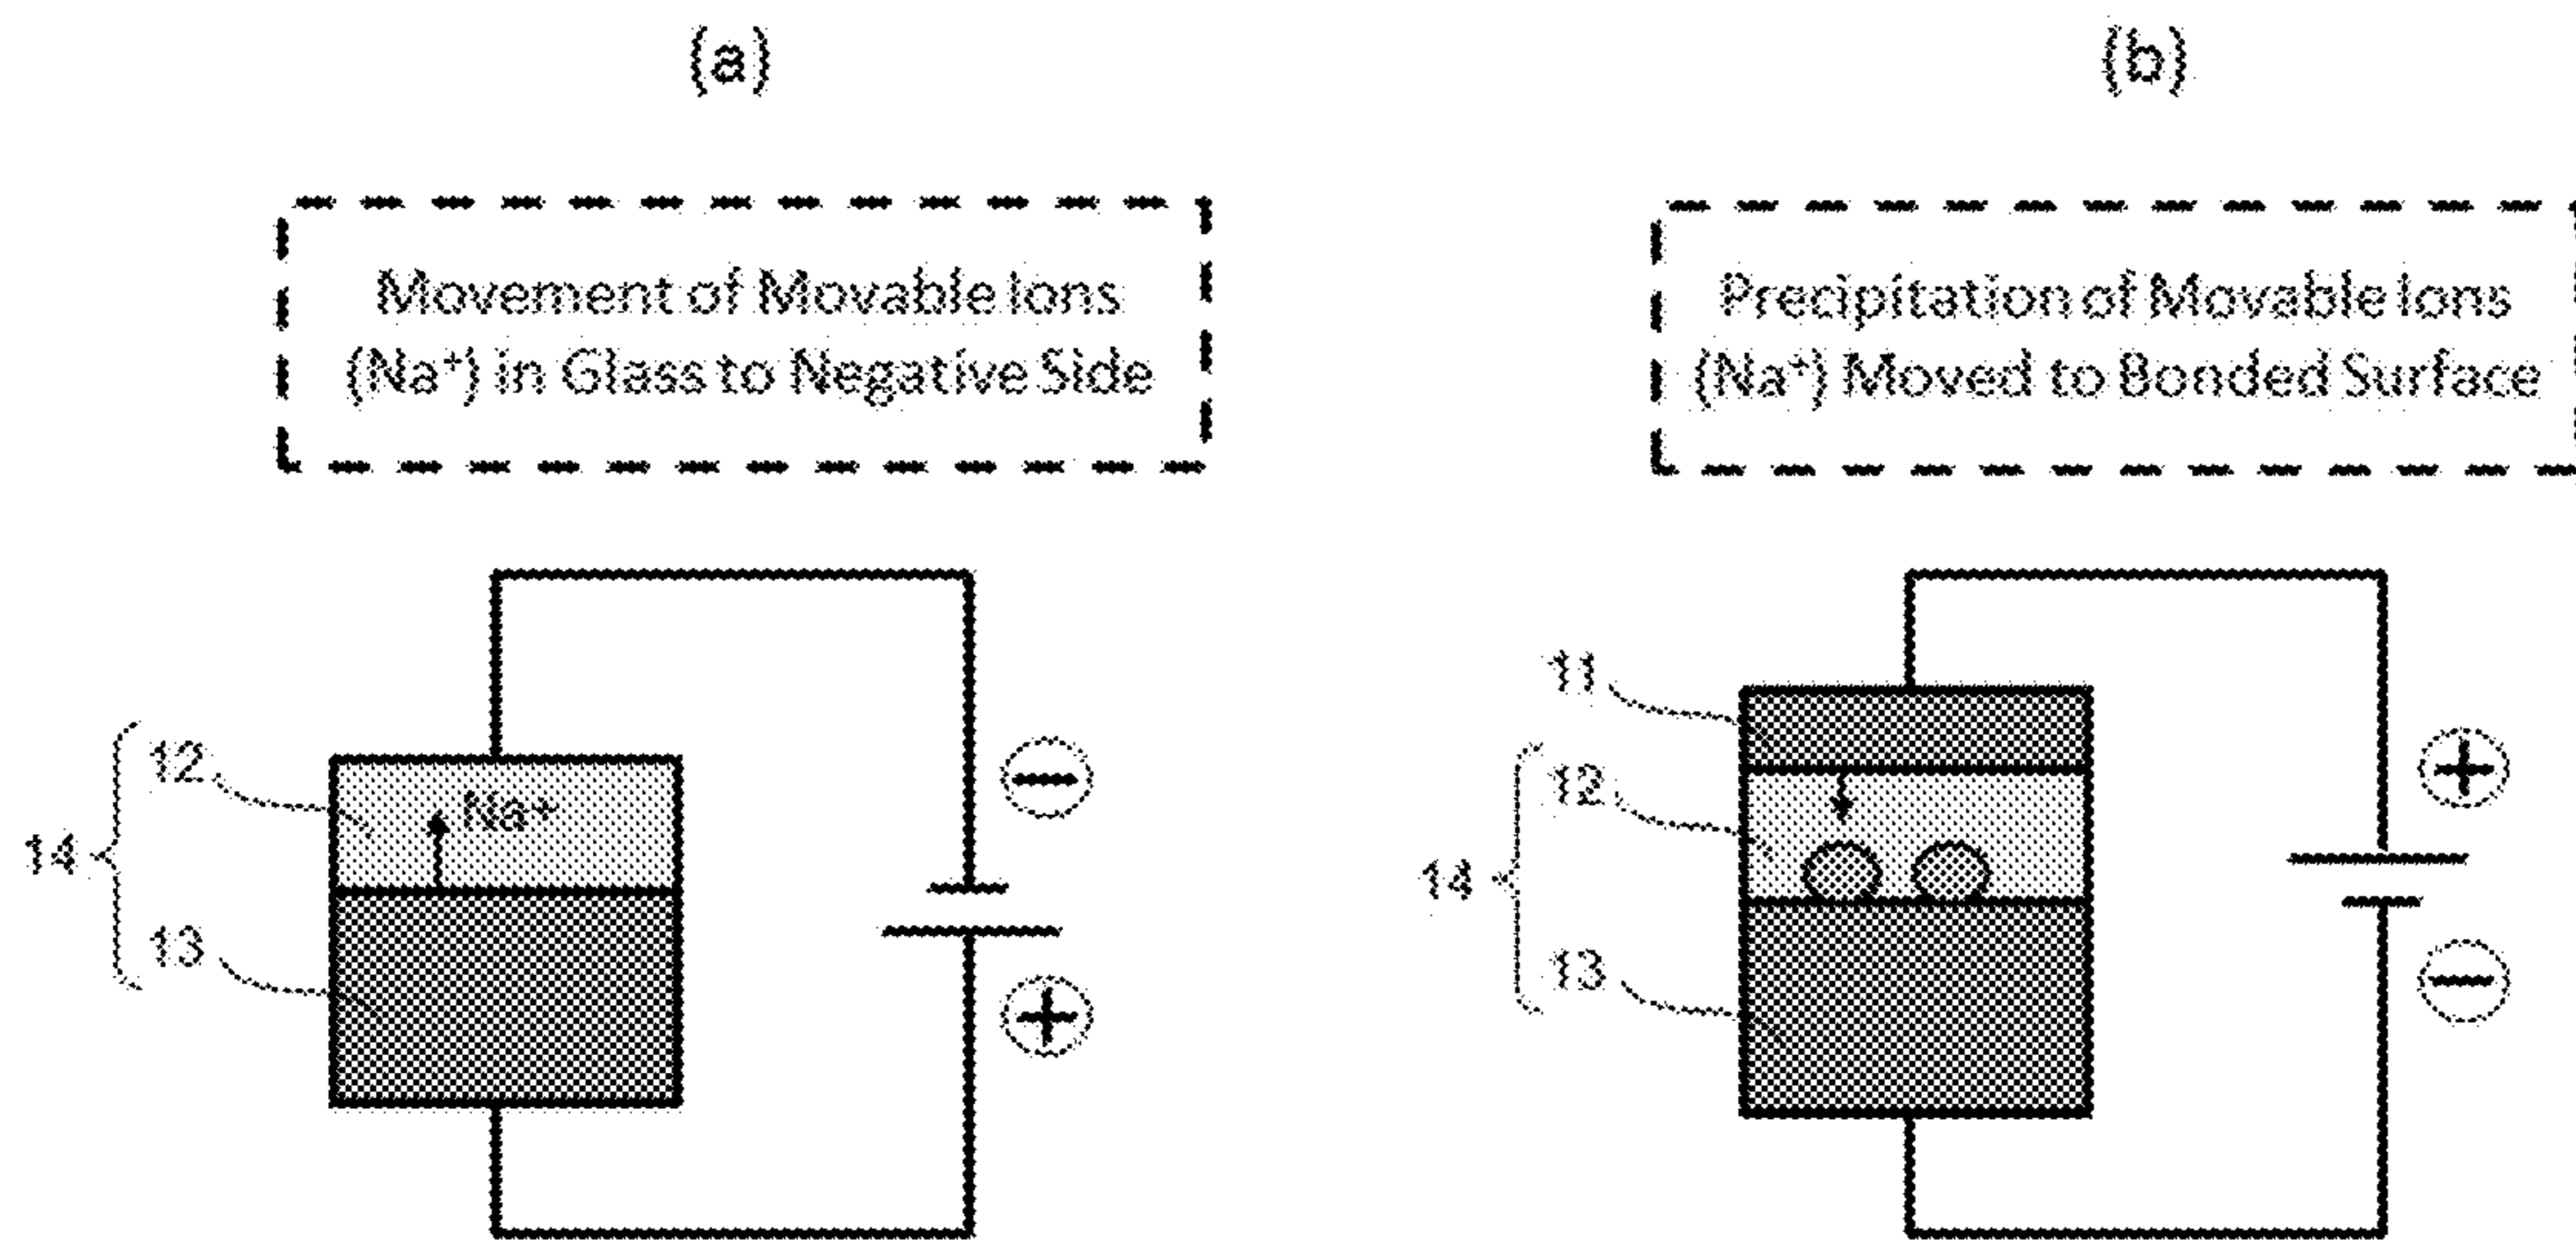 (a)
(b)
Movement of Movable Ions
(Na⁺) in Glass to Negative Side
Precipitation of Movable Ions
(Na⁺) Moved to Bonded Surface
14
12
13
Na+
−
+
11
14
12
13
+
−